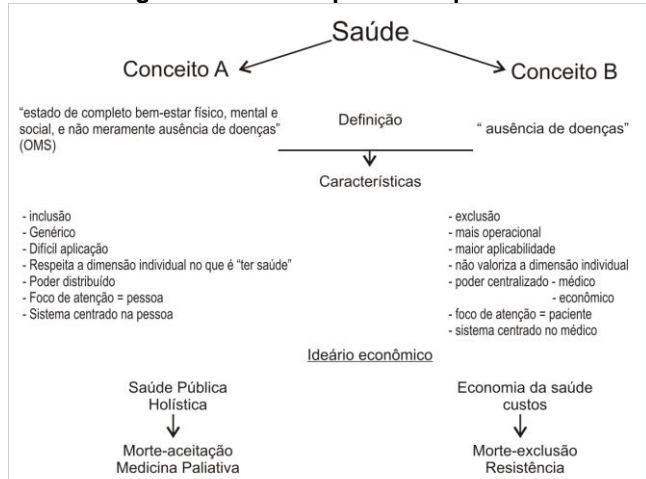 Saúde
Conceito A
Conceito B
“estado de completo bem-estar físico, mental e
social, e não meramente ausência de doenças”
(OMS)
Definição
“ ausência de doenças”
Características
- inclusão
- Genérico
- Difícil aplicação
- Respeita a dimensão individual no que é “ter saúde”
- Poder distribuído
- Foco de atenção = pessoa
- Sistema centrado na pessoa
- exclusão
- mais operacional
- maior aplicabilidade
- não valoriza a dimensão individual
- poder centralizado - médico
- econômico
- foco de atenção = paciente
- sistema centrado no médico
Ideário econômico
Saúde Pública
Holística
Morte-aceitação
Medicina Paliativa
Economia da saúde
custos
Morte-exclusão
Resistência